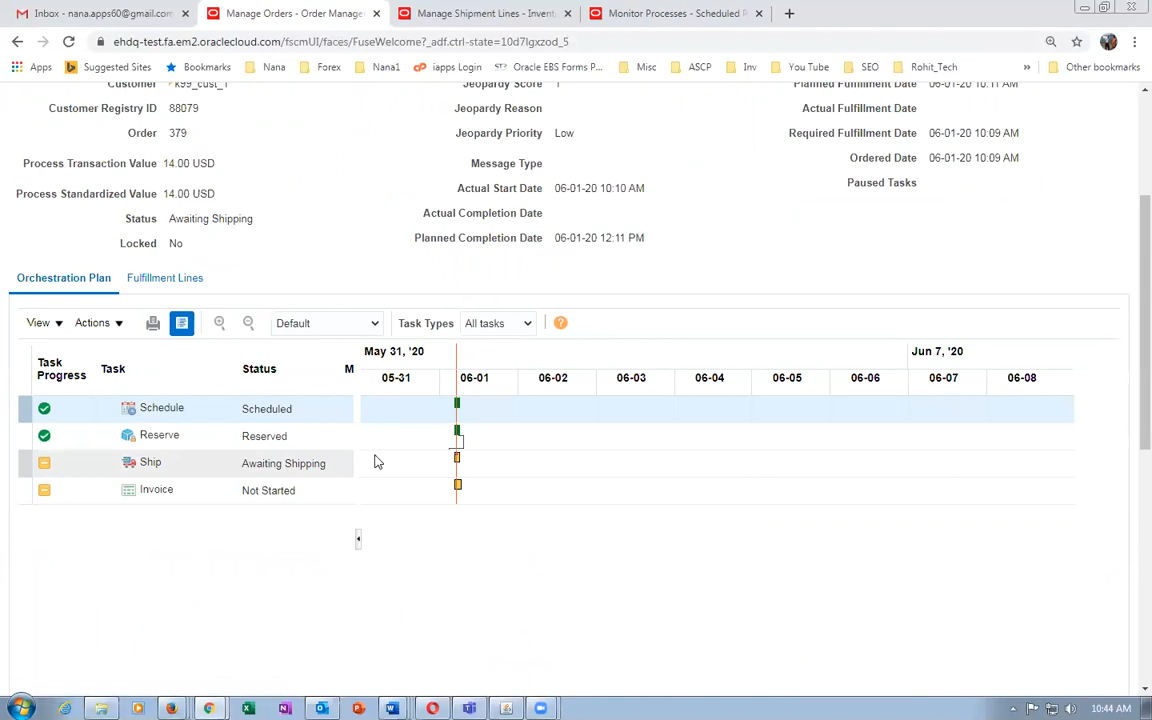 Inbox - nana.apps60@gmail.com
Manage Orders - Order Manage
Manage Shipment Lines - Invent
Monitor Processes - Scheduled P
ehdq-test.fa.em2.oraclecloud.com/fscmUI/faces/FuseWelcome?_adf.ctrl-state=10d7lgxzod_5
Apps
Suggested Sites
Bookmarks
Nana
Forex
Nana1
iapps Login
Oracle EBS Forms P...
Misc
ASCP
Inv
You Tube
SEO
Rohit_Tech
»
Other bookmarks
Customer k99_cust_1
Customer Registry ID 88079
Order 379
Process Transaction Value 14.00 USD
Process Standardized Value 14.00 USD
Status Awaiting Shipping
Locked No
Jeopardy Score 1
Jeopardy Reason
Jeopardy Priority Low
Message Type
Actual Start Date 06-01-20 10:10 AM
Actual Completion Date
Planned Completion Date 06-01-20 12:11 PM
Planned Fulfillment Date 06-01-20 10:11 AM
Actual Fulfillment Date
Required Fulfillment Date 06-01-20 10:09 AM
Ordered Date 06-01-20 10:09 AM
Paused Tasks
Orchestration Plan Fulfillment Lines
View Actions Default Task Types All tasks
Task Progress Task Status M
May 31, '20 Jun 7, '20
06-31 06-01 06-02 06-03 06-04 06-05 06-06 06-07 06-08
Schedule Scheduled
Reserve Reserved
Ship Awaiting Shipping
Invoice Not Started
10:44 AM